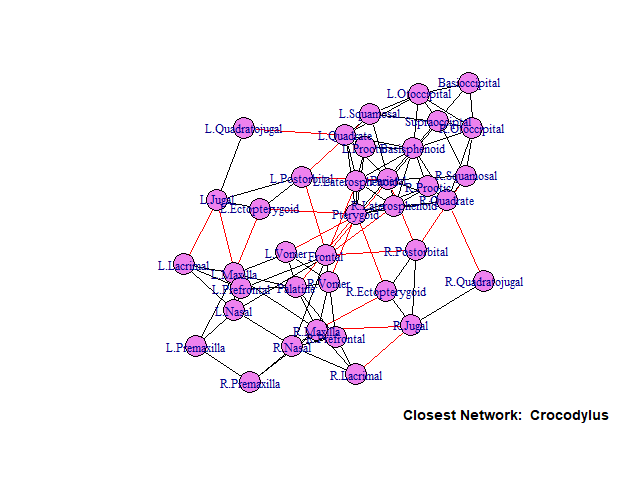 Basioccipital
L.Otoccipital
L.Squamosal
Supraoccipital
R.Otoccipital
L.Quadratojugal
L.Quadrate
L.Prootic
Basisphenoid
L.Postorbital
L.Laterosphenoid
Parietal
R.Squamosal
R.Prootic
L.Jugal
L.Ectopterygoid
R.Laterosphenoid
R.Quadrate
Pterygoid
L.Vomer
Frontal
R.Postorbital
L.Lacrimal
L.Maxilla
L.Prefrontal
Palatine
R.Vomer
R.Ectopterygoid
R.Quadratojugal
L.Nasal
R.Maxilla
R.Prefrontal
R.Jugal
L.Premaxilla
R.Nasal
R.Premaxilla
R.Lacrimal
Closest Network: Crocodylus